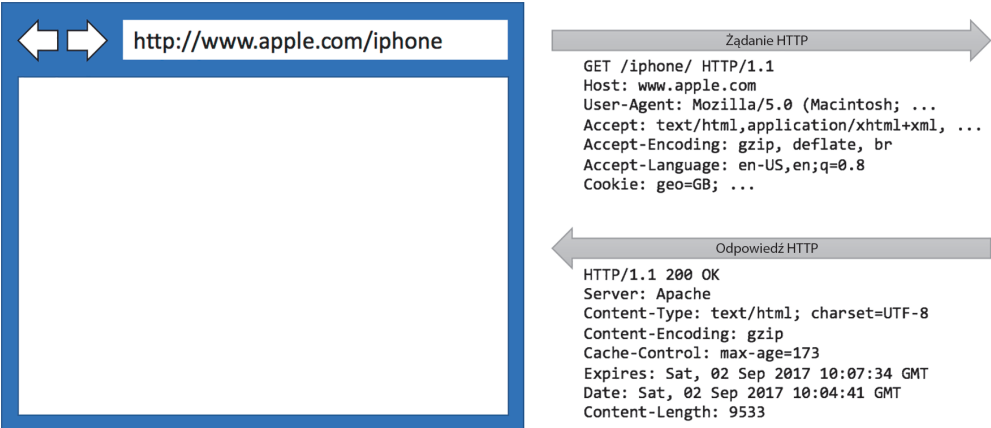 http://www.apple.com/iphone
Żądanie HTTP
GET /iphone/ HTTP/1.1
Host: www.apple.com
User-Agent: Mozilla/5.0 (Macintosh; ...
Accept: text/html,application/xhtml+xml, ...
Accept-Encoding: gzip, deflate, br
Accept-Language: en-US,en;q=0.8
Cookie: geo=GB; ...
Odpowiedź HTTP
HTTP/1.1 200 OK
Server: Apache
Content-Type: text/html; charset=UTF-8
Content-Encoding: gzip
Cache-Control: max-age=173
Expires: Sat, 02 Sep 2017 10:07:34 GMT
Date: Sat, 02 Sep 2017 10:04:41 GMT
Content-Length: 9533